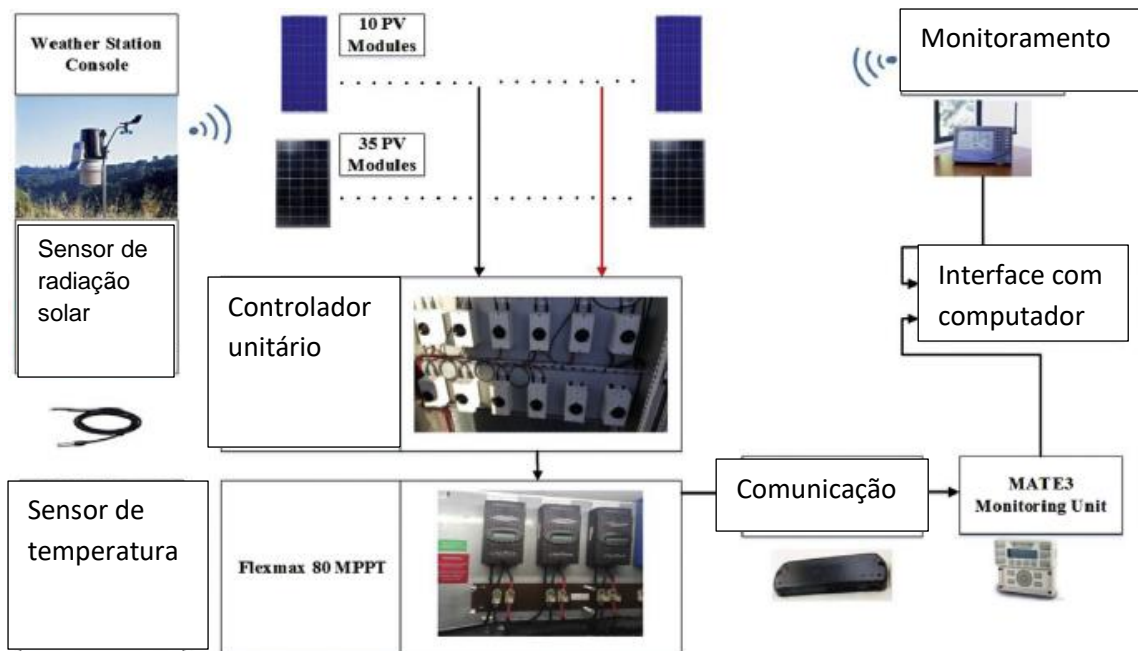 Weather Station
Console
10 PV
Modules
Monitoramento
35 PV
Modules
Sensor de
radiação
solar
Controlador
unitário
Interface com
computador
Sensor de
temperatura
Flexmax 80 MPPT
Comunicação
MATE3
Monitoring Unit